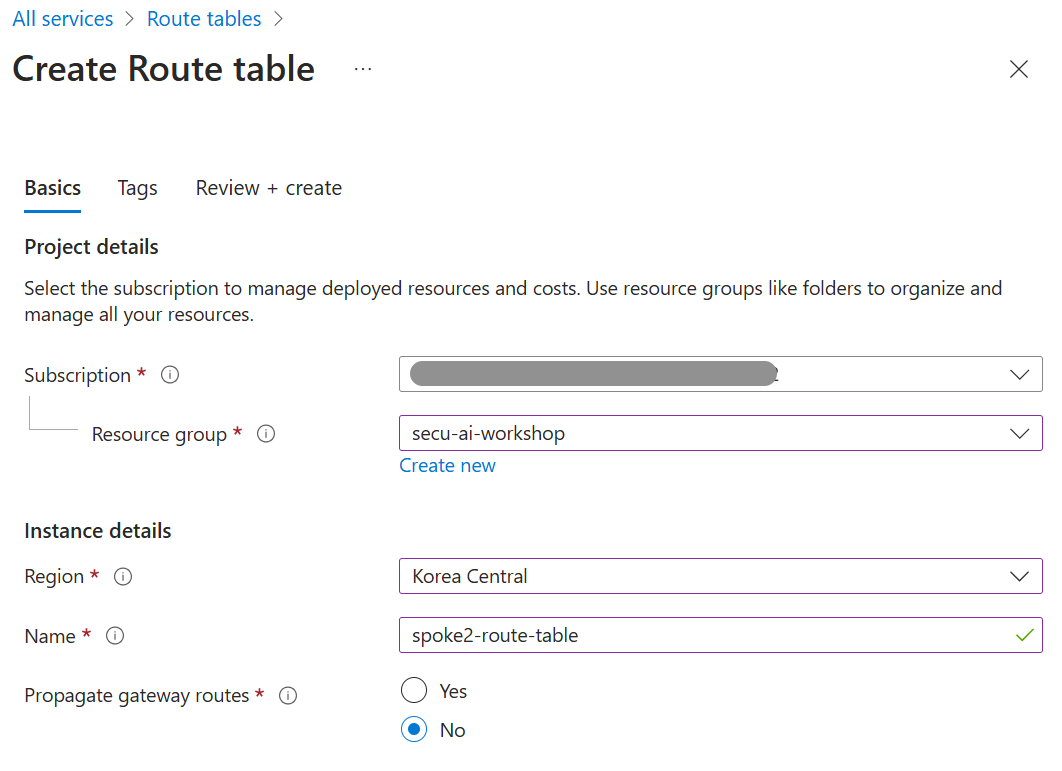 All services > Route tables >
Create Route table ...
Basics Tags Review + create
Project details
Select the subscription to manage deployed resources and costs. Use resource groups like folders to organize and
manage all your resources.
Subscription *
Resource group * secu-ai-workshop
Create new
Instance details
Region * Korea Central
Name * spoke2-route-table
Propagate gateway routes * Yes
No